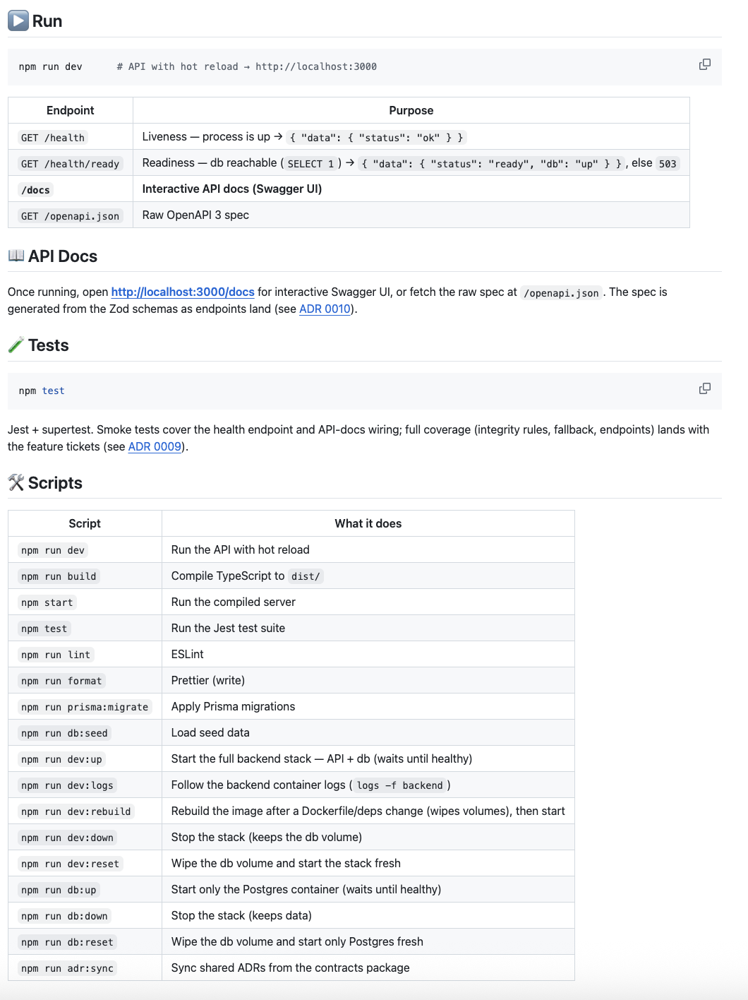 ▶️ Run
npm run dev      # API with hot reload → http://localhost:3000
Endpoint Purpose
GET /health Liveness — process is up → { "data": { "status": "ok" } }
GET /health/ready Readiness — db reachable ( SELECT 1 ) → { "data": { "status": "ready", "db": "up" } } , else 503
/docs Interactive API docs (Swagger UI)
GET /openapi.json Raw OpenAPI 3 spec
📖 API Docs
Once running, open http://localhost:3000/docs for interactive Swagger UI, or fetch the raw spec at /openapi.json . The spec is
generated from the Zod schemas as endpoints land (see ADR 0010).
🧪 Tests
npm test
Jest + supertest. Smoke tests cover the health endpoint and API-docs wiring; full coverage (integrity rules, fallback, endpoints) lands with
the feature tickets (see ADR 0009).
🛠️ Scripts
Script What it does
npm run dev Run the API with hot reload
npm run build Compile TypeScript to dist/
npm start Run the compiled server
npm test Run the Jest test suite
npm run lint ESLint
npm run format Prettier (write)
npm run prisma:migrate Apply Prisma migrations
npm run db:seed Load seed data
npm run dev:up Start the full backend stack — API + db (waits until healthy)
npm run dev:logs Follow the backend container logs ( logs -f backend )
npm run dev:rebuild Rebuild the image after a Dockerfile/deps change (wipes volumes), then start
npm run dev:down Stop the stack (keeps the db volume)
npm run dev:reset Wipe the db volume and start the stack fresh
npm run db:up Start only the Postgres container (waits until healthy)
npm run db:down Stop the stack (keeps data)
npm run db:reset Wipe the db volume and start only Postgres fresh
npm run adr:sync Sync shared ADRs from the contracts package